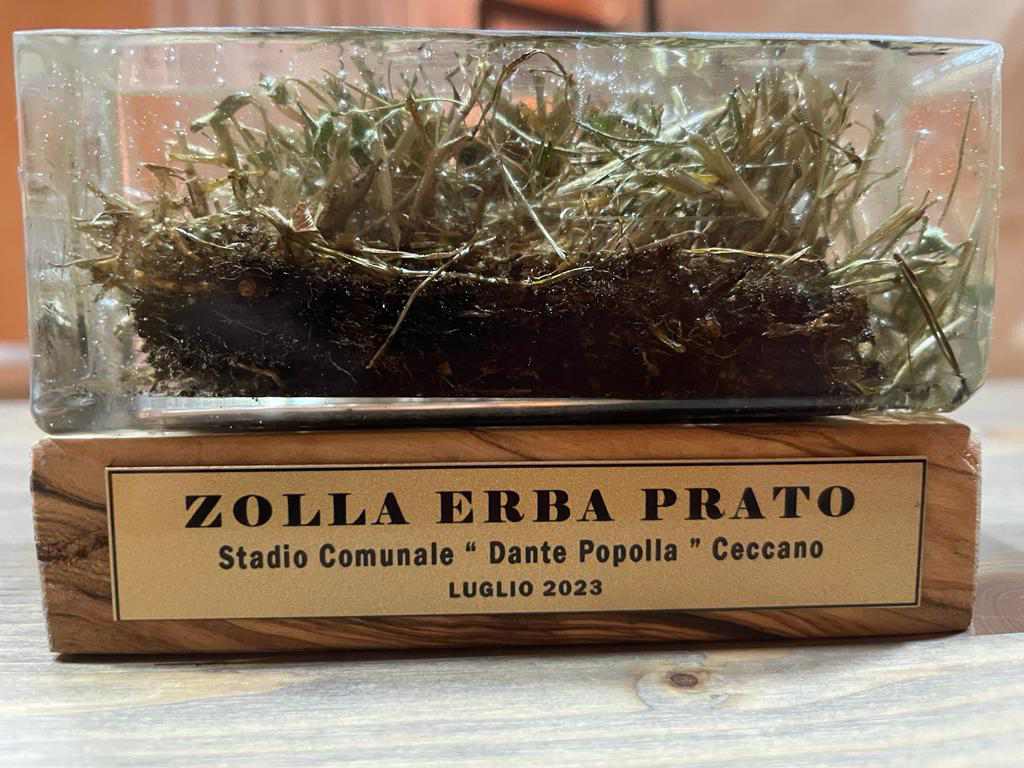 ZOLLA ERBA PRATO
Stadio Comunale “ Dante Popolla ” Ceccano
LUGLIO 2023